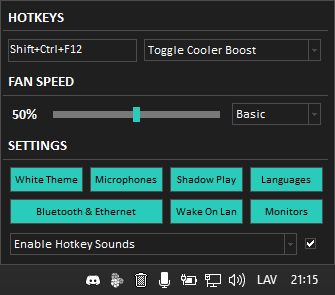 HOTKEYS
Shift+Ctrl+F12 Toggle Cooler Boost
FAN SPEED
50% Basic
SETTINGS
White Theme Microphones Shadow Play Languages
Bluetooth & Ethernet Wake On Lan Monitors
Enable Hotkey Sounds
LAV 21:15